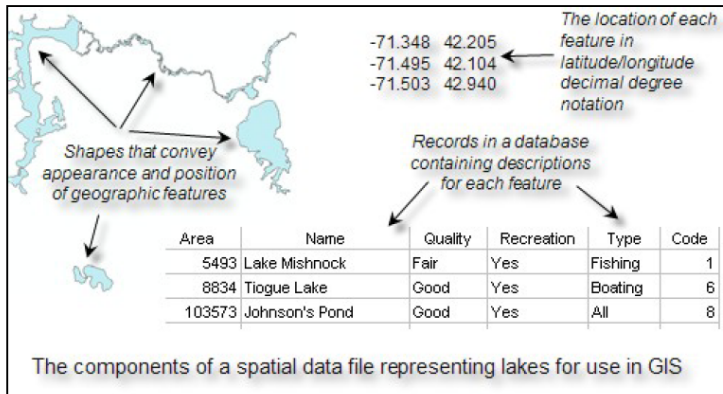 -71.348 42.205
-71.495 42.104
-71.503 42.940
The location of each
feature in
latitude/longitude
decimal degree
notation
Shapes that convey
appearance and position
of geographic features
Records in a database
containing descriptions
for each feature
Area Name Quality Recreation Type Code
5493 Lake Mishnock Fair Yes Fishing 1
8834 Tiogue Lake Good Yes Boating 6
103573 Johnson's Pond Good Yes All 8
The components of a spatial data file representing lakes for use in GIS